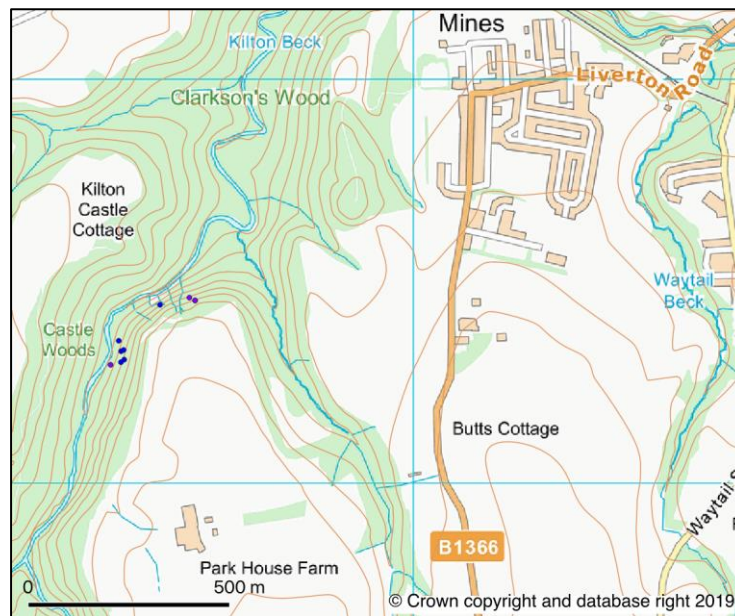 Mines
Kilton Beck
Liverton Road
Clarkson's Wood
Kilton
Castle
Cottage
Waytail
Beck
Castle
Woods
Butts Cottage
B1366
Park House Farm
0
500 m
© Crown copyright and database right 2019